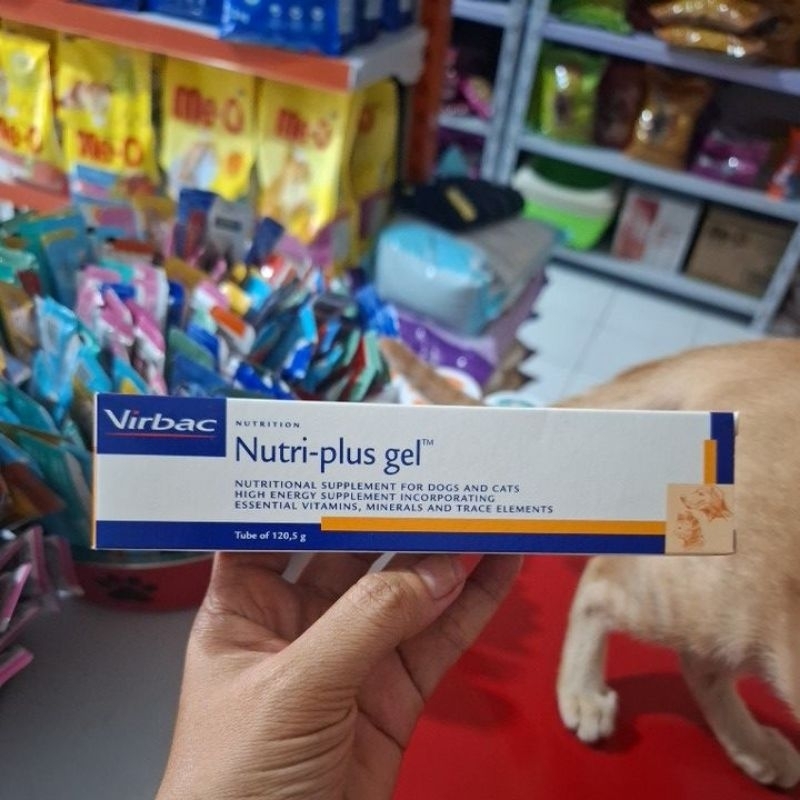 Me-O
Me-O
Me-O
Me-O
Virbac
NUTRITION
Nutri-plus gel™
NUTRITIONAL SUPPLEMENT FOR DOGS AND CATS
HIGH ENERGY SUPPLEMENT INCORPORATING
ESSENTIAL VITAMINS, MINERALS AND TRACE ELEMENTS
Tube of 120,5 g